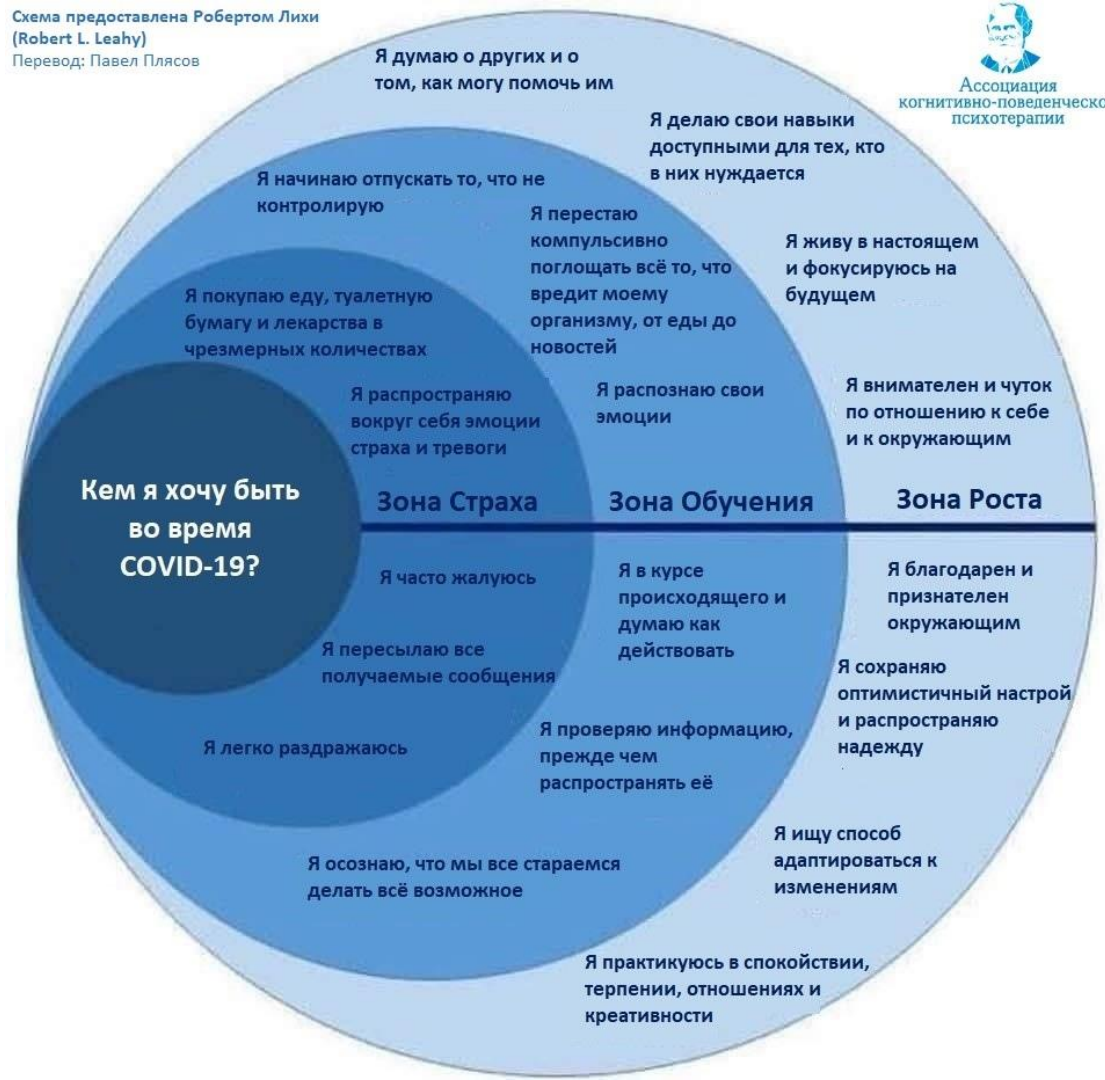 Схема предоставлена Робертом Лихи
(Robert L. Leahy)
Перевод: Павел Плясов
Ассоциация
когнитивно-поведенческо
психотерапии
Я думаю о других и о
том, как могу помочь им
Я делаю свои навыки
доступными для тех, кто
в них нуждается
Я начинаю отпускать то, что не
контролирую
Я перестаю
компульсивно
поглощать всё то, что
вредит моему
организму, от еды до
новостей
Я живу в настоящем
и фокусируюсь на
будущем
Я покупаю еду, туалетную
бумагу и лекарства в
чрезмерных количествах
Я распространяю
вокруг себя эмоции
страха и тревоги
Я распознаю свои
эмоции
Я внимателен и чуток
по отношению к себе
и к окружающим
Кем я хочу быть
во время
COVID-19?
Зона Страха
Зона Обучения
Зона Роста
Я часто жалуюсь
Я в курсе
происходящего и
думаю как
действовать
Я благодарен и
признателен
окружающим
Я пересылаю все
получаемые сообщения
Я сохраняю
оптимистичный настрой
и распространяю
надежду
Я легко раздражаюсь
Я проверяю информацию,
прежде чем
распространять её
Я осознаю, что мы все стараемся
делать всё возможное
Я ищу способ
адаптироваться к
изменениям
Я практикуюсь в спокойствии,
терпении, отношениях и
креативности